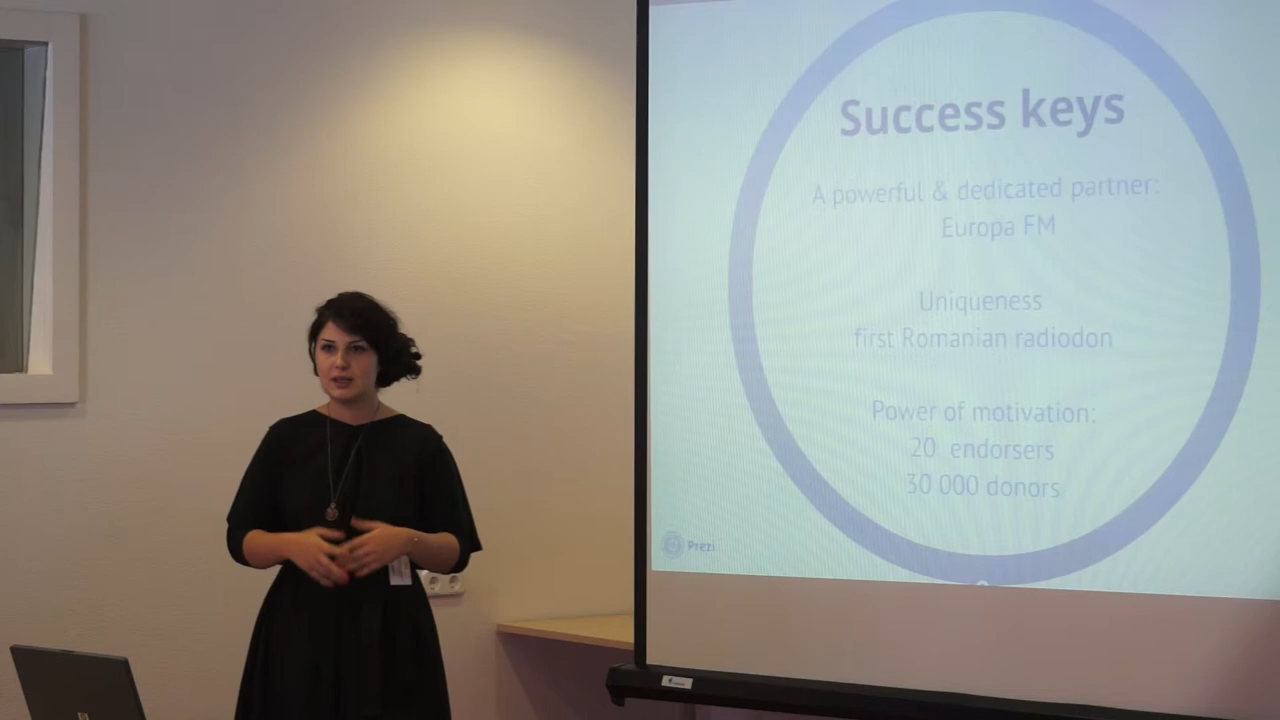 Success keys
A powerful & dedicated partner:
Europa FM
Uniqueness
first Romanian radiodon
Power of motivation:
20 endorsers
30 000 donors
Prezi